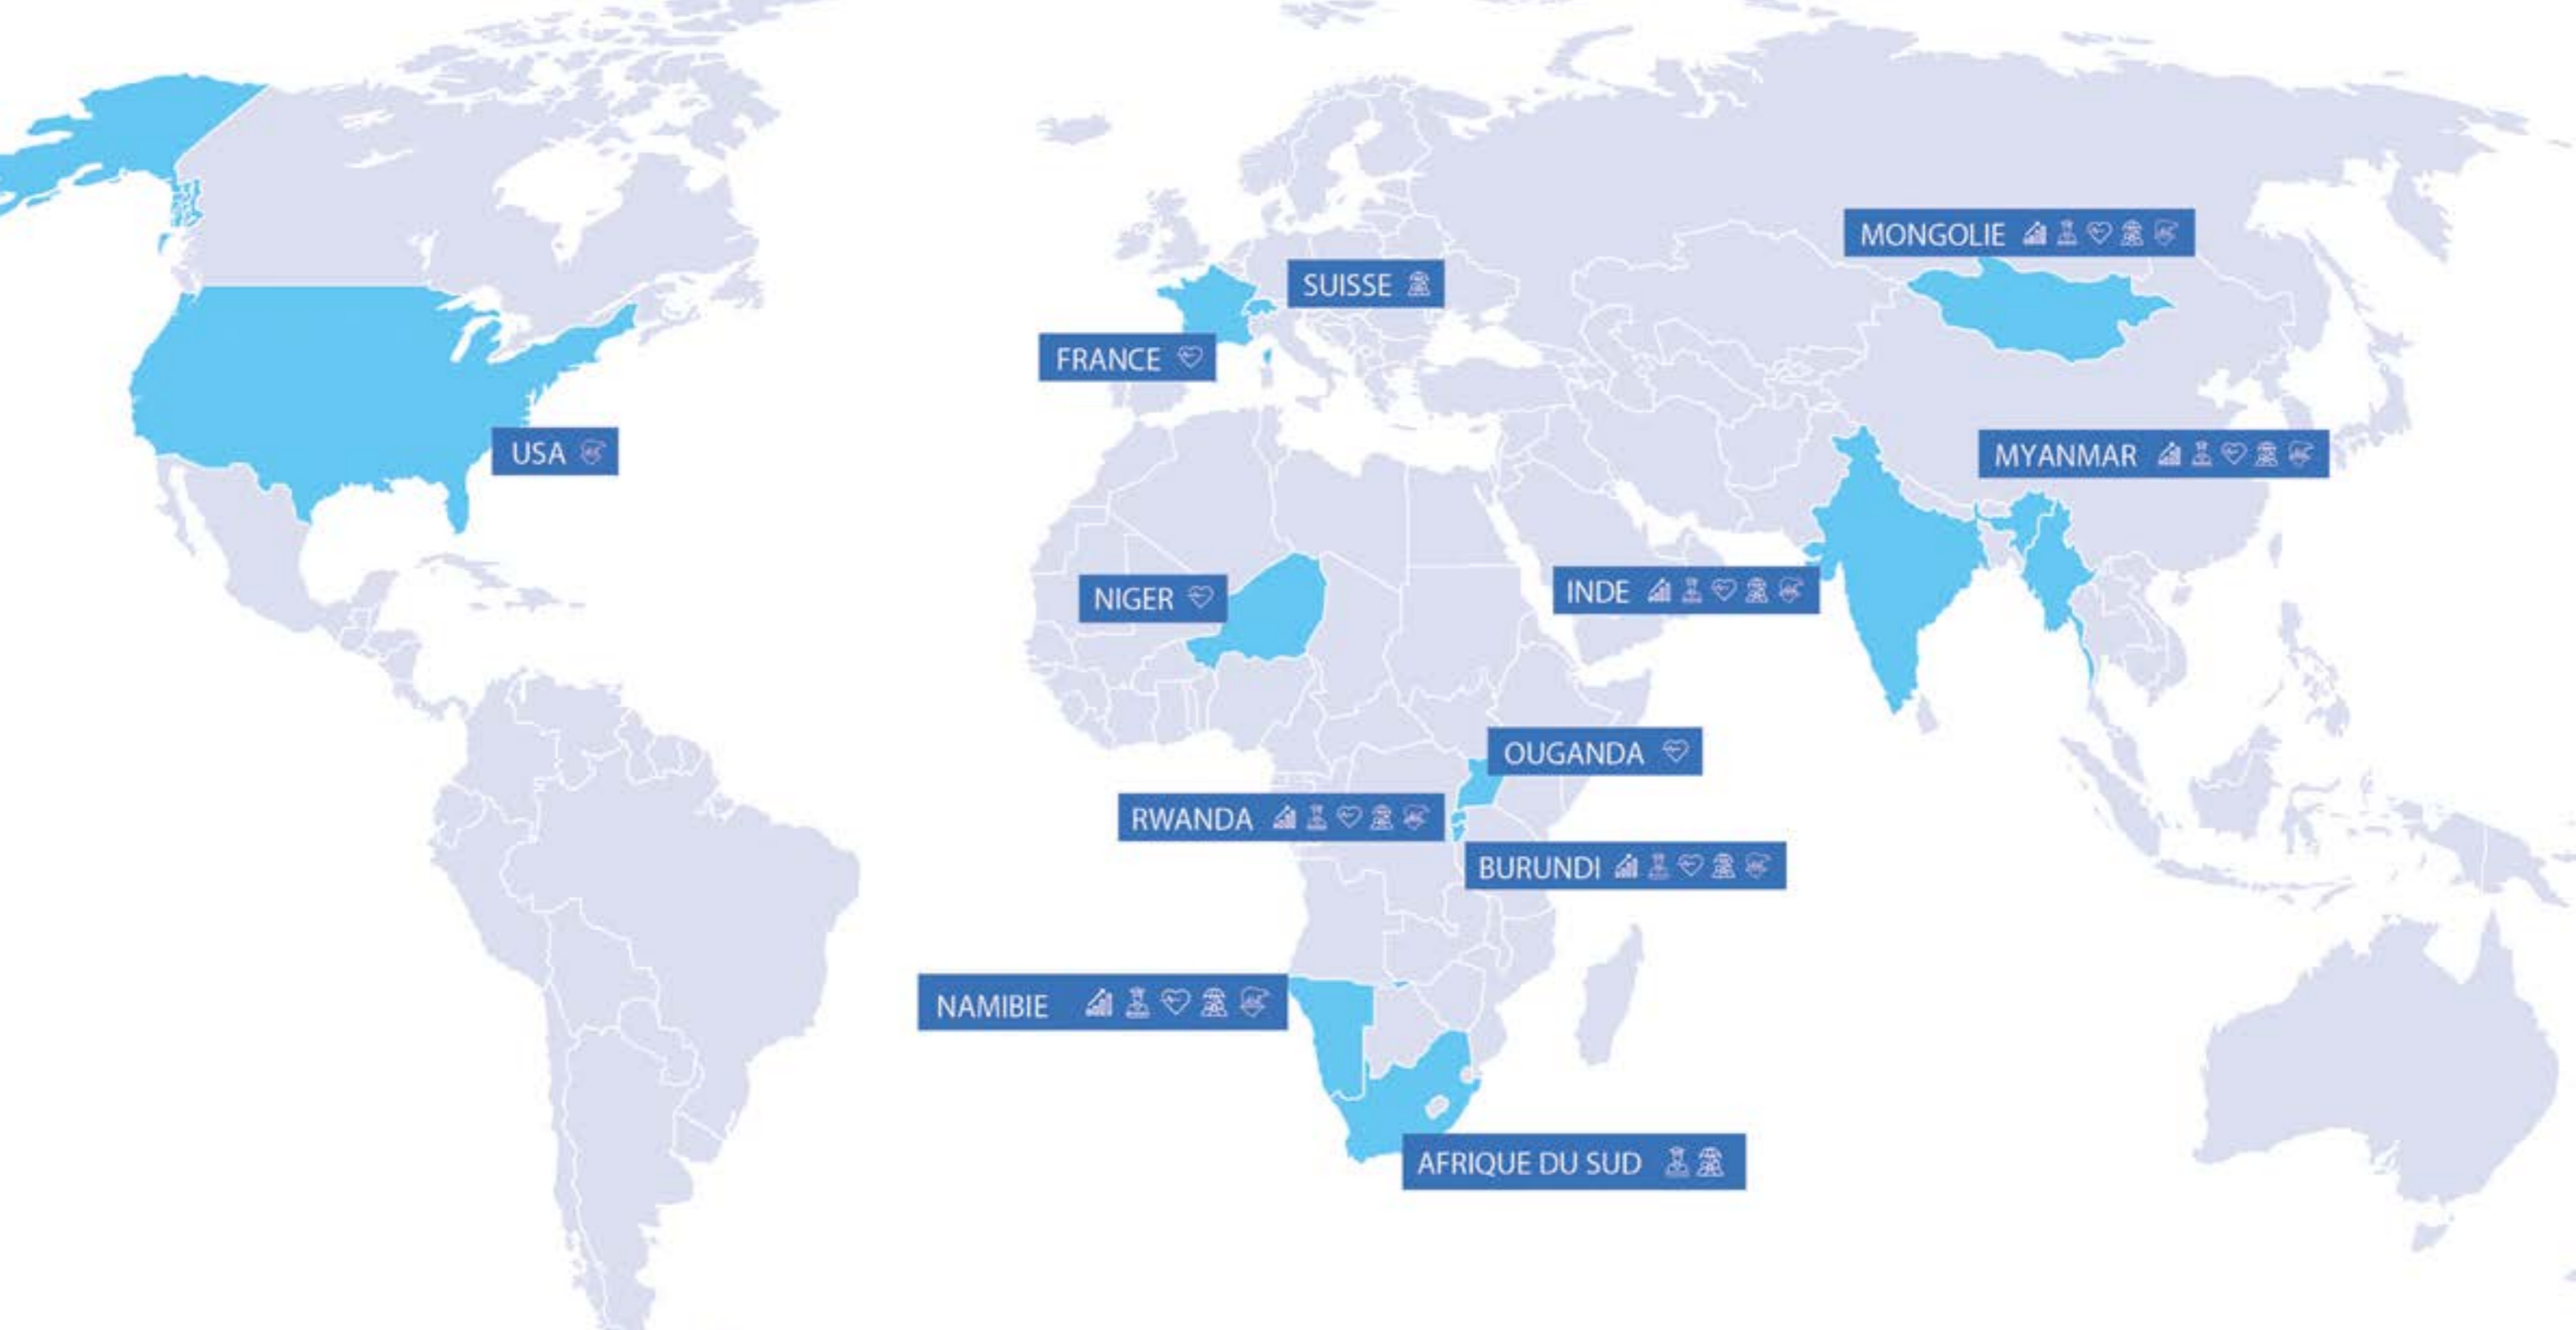 MONGOLIE
SUISSE
FRANCE
USA
MYANMAR
NIGER
INDE
OUGANDA
RWANDA
BURUNDI
NAMIBIE
AFRIQUE DU SUD